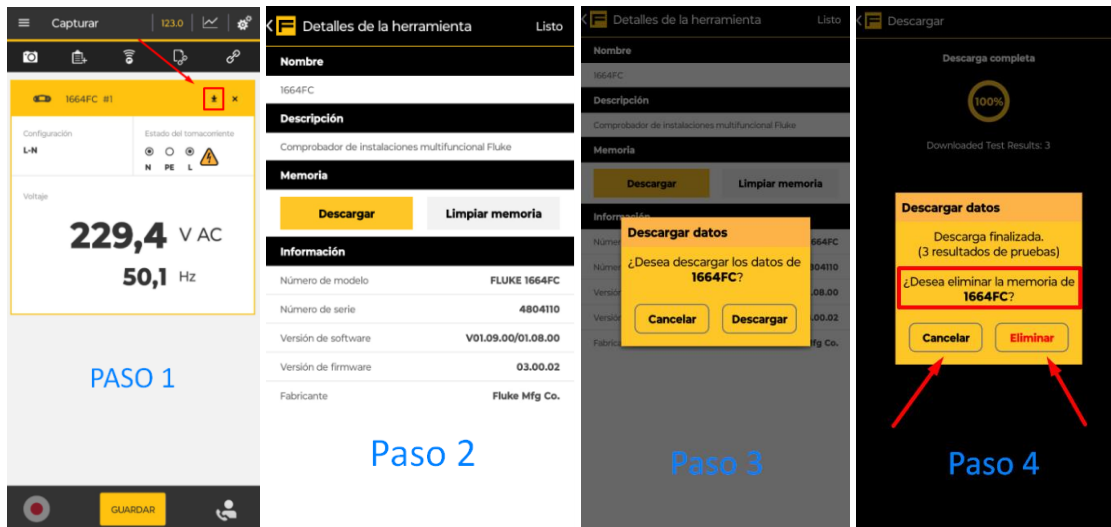 Capturar
123.0
1664FC #1
Configuración
L-N
Estado del tomacorriente
N PE L
Voltaje
229,4 V AC
50,1 Hz
PASO 1
GUARDAR
Detalles de la herramienta Listo
Nombre
1664FC
Descripción
Comprobador de instalaciones multifuncional Fluke
Memoria
Descargar Limpiar memoria
Información
Número de modelo FLUKE 1664FC
Número de serie 4804110
Versión de software V01.09.00/01.08.00
Versión de firmware 03.00.02
Fabricante Fluke Mfg Co.
Paso 2
Detalles de la herramienta Listo
Nombre
1664FC
Descripción
Comprobador de instalaciones multifuncional Fluke
Memoria
Descargar Limpiar memoria
Descargar datos
¿Desea descargar los datos de
1664FC?
Cancelar Descargar
Paso 3
Descargar
Descarga completa
100%
Downloaded Test Results: 3
Descargar datos
Descarga finalizada.
(3 resultados de pruebas)
¿Desea eliminar la memoria de
1664FC?
Cancelar Eliminar
Paso 4